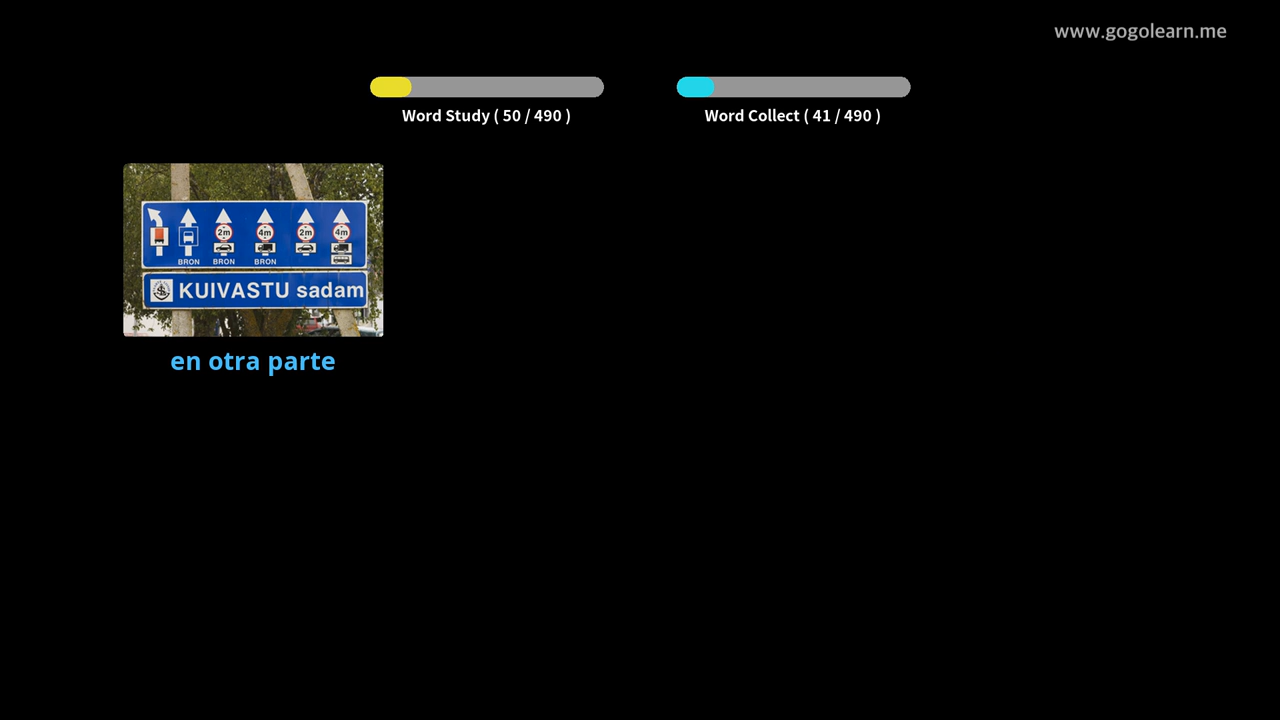 www.gogolearn.me
Word Study ( 50 / 490 )
Word Collect ( 41 / 490 )
2m 4m 2m 4m
BRON BRON BRON
KUIVASTU sadam
en otra parte